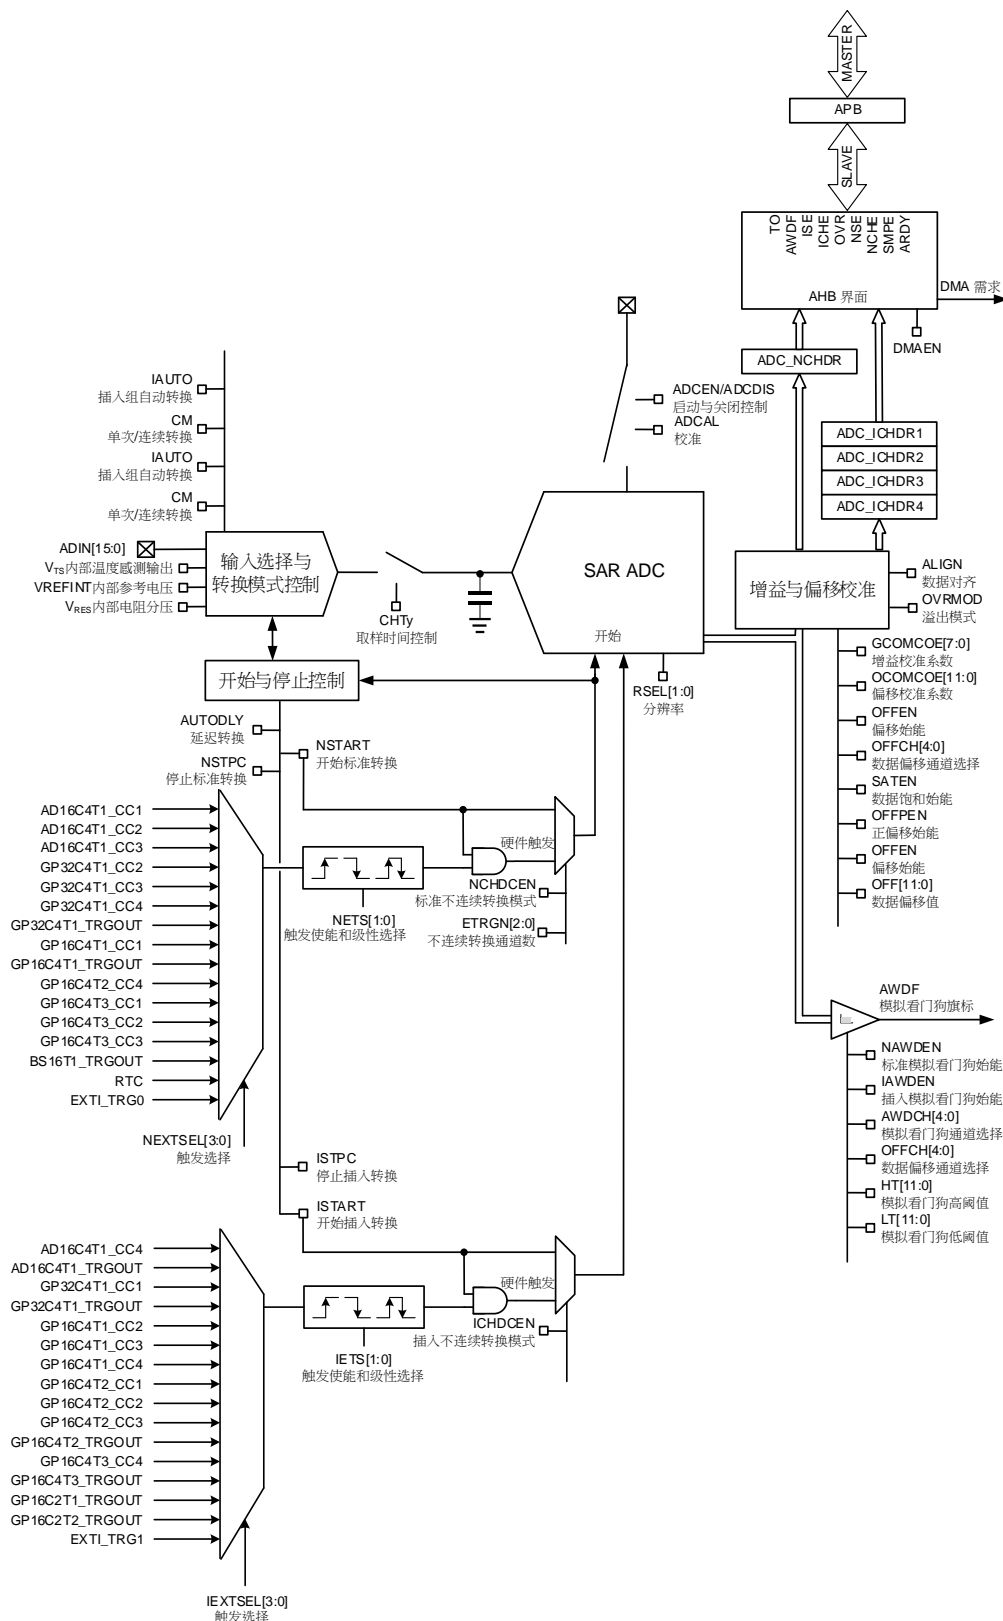 MASTER
APB
SLAVE
TO
AWDF
ISE
ICHE
OVR
NSE
NCHE
SMPE
ARDY
AHB 界面
DMA 需求
DMAEN
ADC_NCHDR
ADC_ICHDR1
ADC_ICHDR2
ADC_ICHDR3
ADC_ICHDR4
IAUTO
插入组自动转换
CM
单次/连续转换
IAUTO
插入组自动转换
CM
单次/连续转换
ADCEN/ADCDIS
启动与关闭控制
ADCAL
校准
ADIN[15:0]
VTS内部温度感测输出
VREFINT内部参考电压
VRES内部电阻分压
输入选择与
转换模式控制
CHTy
取样时间控制
SAR ADC
开始
RSEL[1:0]
分辨率
增益与偏移校准
ALIGN
数据对齐
OVRMOD
溢出模式
GCOMCOE[7:0]
增益校准系数
OCOMCOE[11:0]
偏移校准系数
OFFEN
偏移始能
OFFCH[4:0]
数据偏移通道选择
SATEN
数据饱和始能
OFFPEN
正偏移始能
OFFEN
偏移始能
OFF[11:0]
数据偏移值
开始与停止控制
AUTODLY
延迟转换
NSTPC
停止标准转换
NSTART
开始标准转换
AD16C4T1_CC1
AD16C4T1_CC2
AD16C4T1_CC3
GP32C4T1_CC2
GP32C4T1_CC3
GP32C4T1_CC4
GP32C4T1_TRGOUT
GP16C4T1_CC1
GP16C4T1_TRGOUT
GP16C4T2_CC4
GP16C4T3_CC1
GP16C4T3_CC2
GP16C4T3_CC3
BS16T1_TRGOUT
RTC
EXTI_TRG0
NEXTSEL[3:0]
触发选择
NETS[1:0]
触发使能和级性选择
硬件触发
NCHDCEN
标准不连续转换模式
ETRGN[2:0]
不连续转换通道数
AWDF
模拟看门狗旗标
NAWDEN
标准模拟看门狗始能
IAWDEN
插入模拟看门狗始能
AWDCH[4:0]
模拟看门狗通道选择
OFFCH[4:0]
数据偏移通道选择
HT[11:0]
模拟看门狗高阈值
LT[11:0]
模拟看门狗低阈值
ISTPC
停止插入转换
ISTART
开始插入转换
AD16C4T1_CC4
AD16C4T1_TRGOUT
GP32C4T1_CC1
GP32C4T1_TRGOUT
GP16C4T1_CC2
GP16C4T1_CC3
GP16C4T1_CC4
GP16C4T2_CC1
GP16C4T2_CC2
GP16C4T2_CC3
GP16C4T2_TRGOUT
GP16C4T3_CC4
GP16C4T3_TRGOUT
GP16C2T1_TRGOUT
GP16C2T2_TRGOUT
EXTI_TRG1
IEXTSEL[3:0]
触发选择
IETS[1:0]
触发使能和级性选择
硬件触发
ICHDCEN
插入不连续转换模式